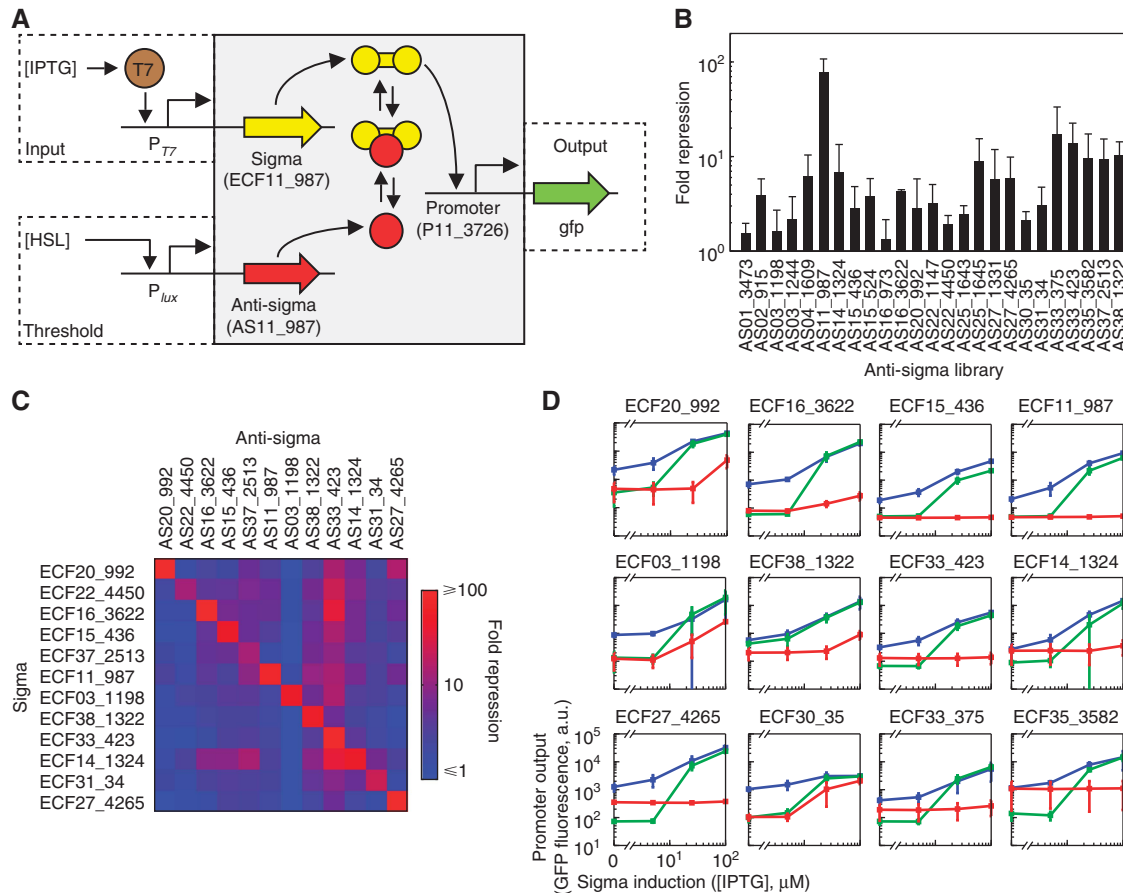 A
[IPTG]
T7
P_T7
Input
Sigma
(ECF11_987)
Promoter
(P11_3726)
Output
gfp
[HSL]
P_lux
Threshold
Anti-sigma
(AS11_987)
B
Fold repression
10^2
10^1
10^0
AS01_3473
AS02_915
AS03_1198
AS03_1244
AS04_1609
AS11_987
AS14_1324
AS15_436
AS15_524
AS16_973
AS16_3622
AS20_992
AS22_1147
AS22_4450
AS25_1643
AS25_1645
AS27_1331
AS27_4265
AS30_35
AS31_34
AS33_375
AS33_423
AS35_3582
AS37_2513
AS38_1322
Anti-sigma library
C
Anti-sigma
AS20_992
AS22_4450
AS16_3622
AS15_436
AS37_2513
AS11_987
AS03_1198
AS38_1322
AS33_423
AS14_1324
AS31_34
AS27_4265
Sigma
ECF20_992
ECF22_4450
ECF16_3622
ECF15_436
ECF37_2513
ECF11_987
ECF03_1198
ECF38_1322
ECF33_423
ECF14_1324
ECF31_34
ECF27_4265
⩾100
10
⩽1
Fold repression
D
ECF20_992
ECF16_3622
ECF15_436
ECF11_987
ECF03_1198
ECF38_1322
ECF33_423
ECF14_1324
ECF27_4265
ECF30_35
ECF33_375
ECF35_3582
Promoter output
(GFP fluorescence, a.u.)
10^5
10^4
10^3
10^2
10^1
0
10^1
10^2
Sigma induction ([IPTG], µM)